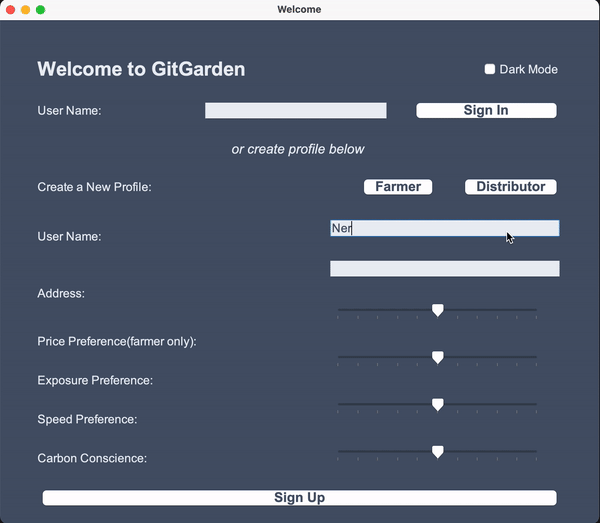 Welcome
Welcome to GitGarden
Dark Mode
User Name:
Sign In
or create profile below
Create a New Profile:
Farmer
Distributor
User Name:
Ner
Address:
Price Preference(farmer only):
Exposure Preference:
Speed Preference:
Carbon Conscience:
Sign Up